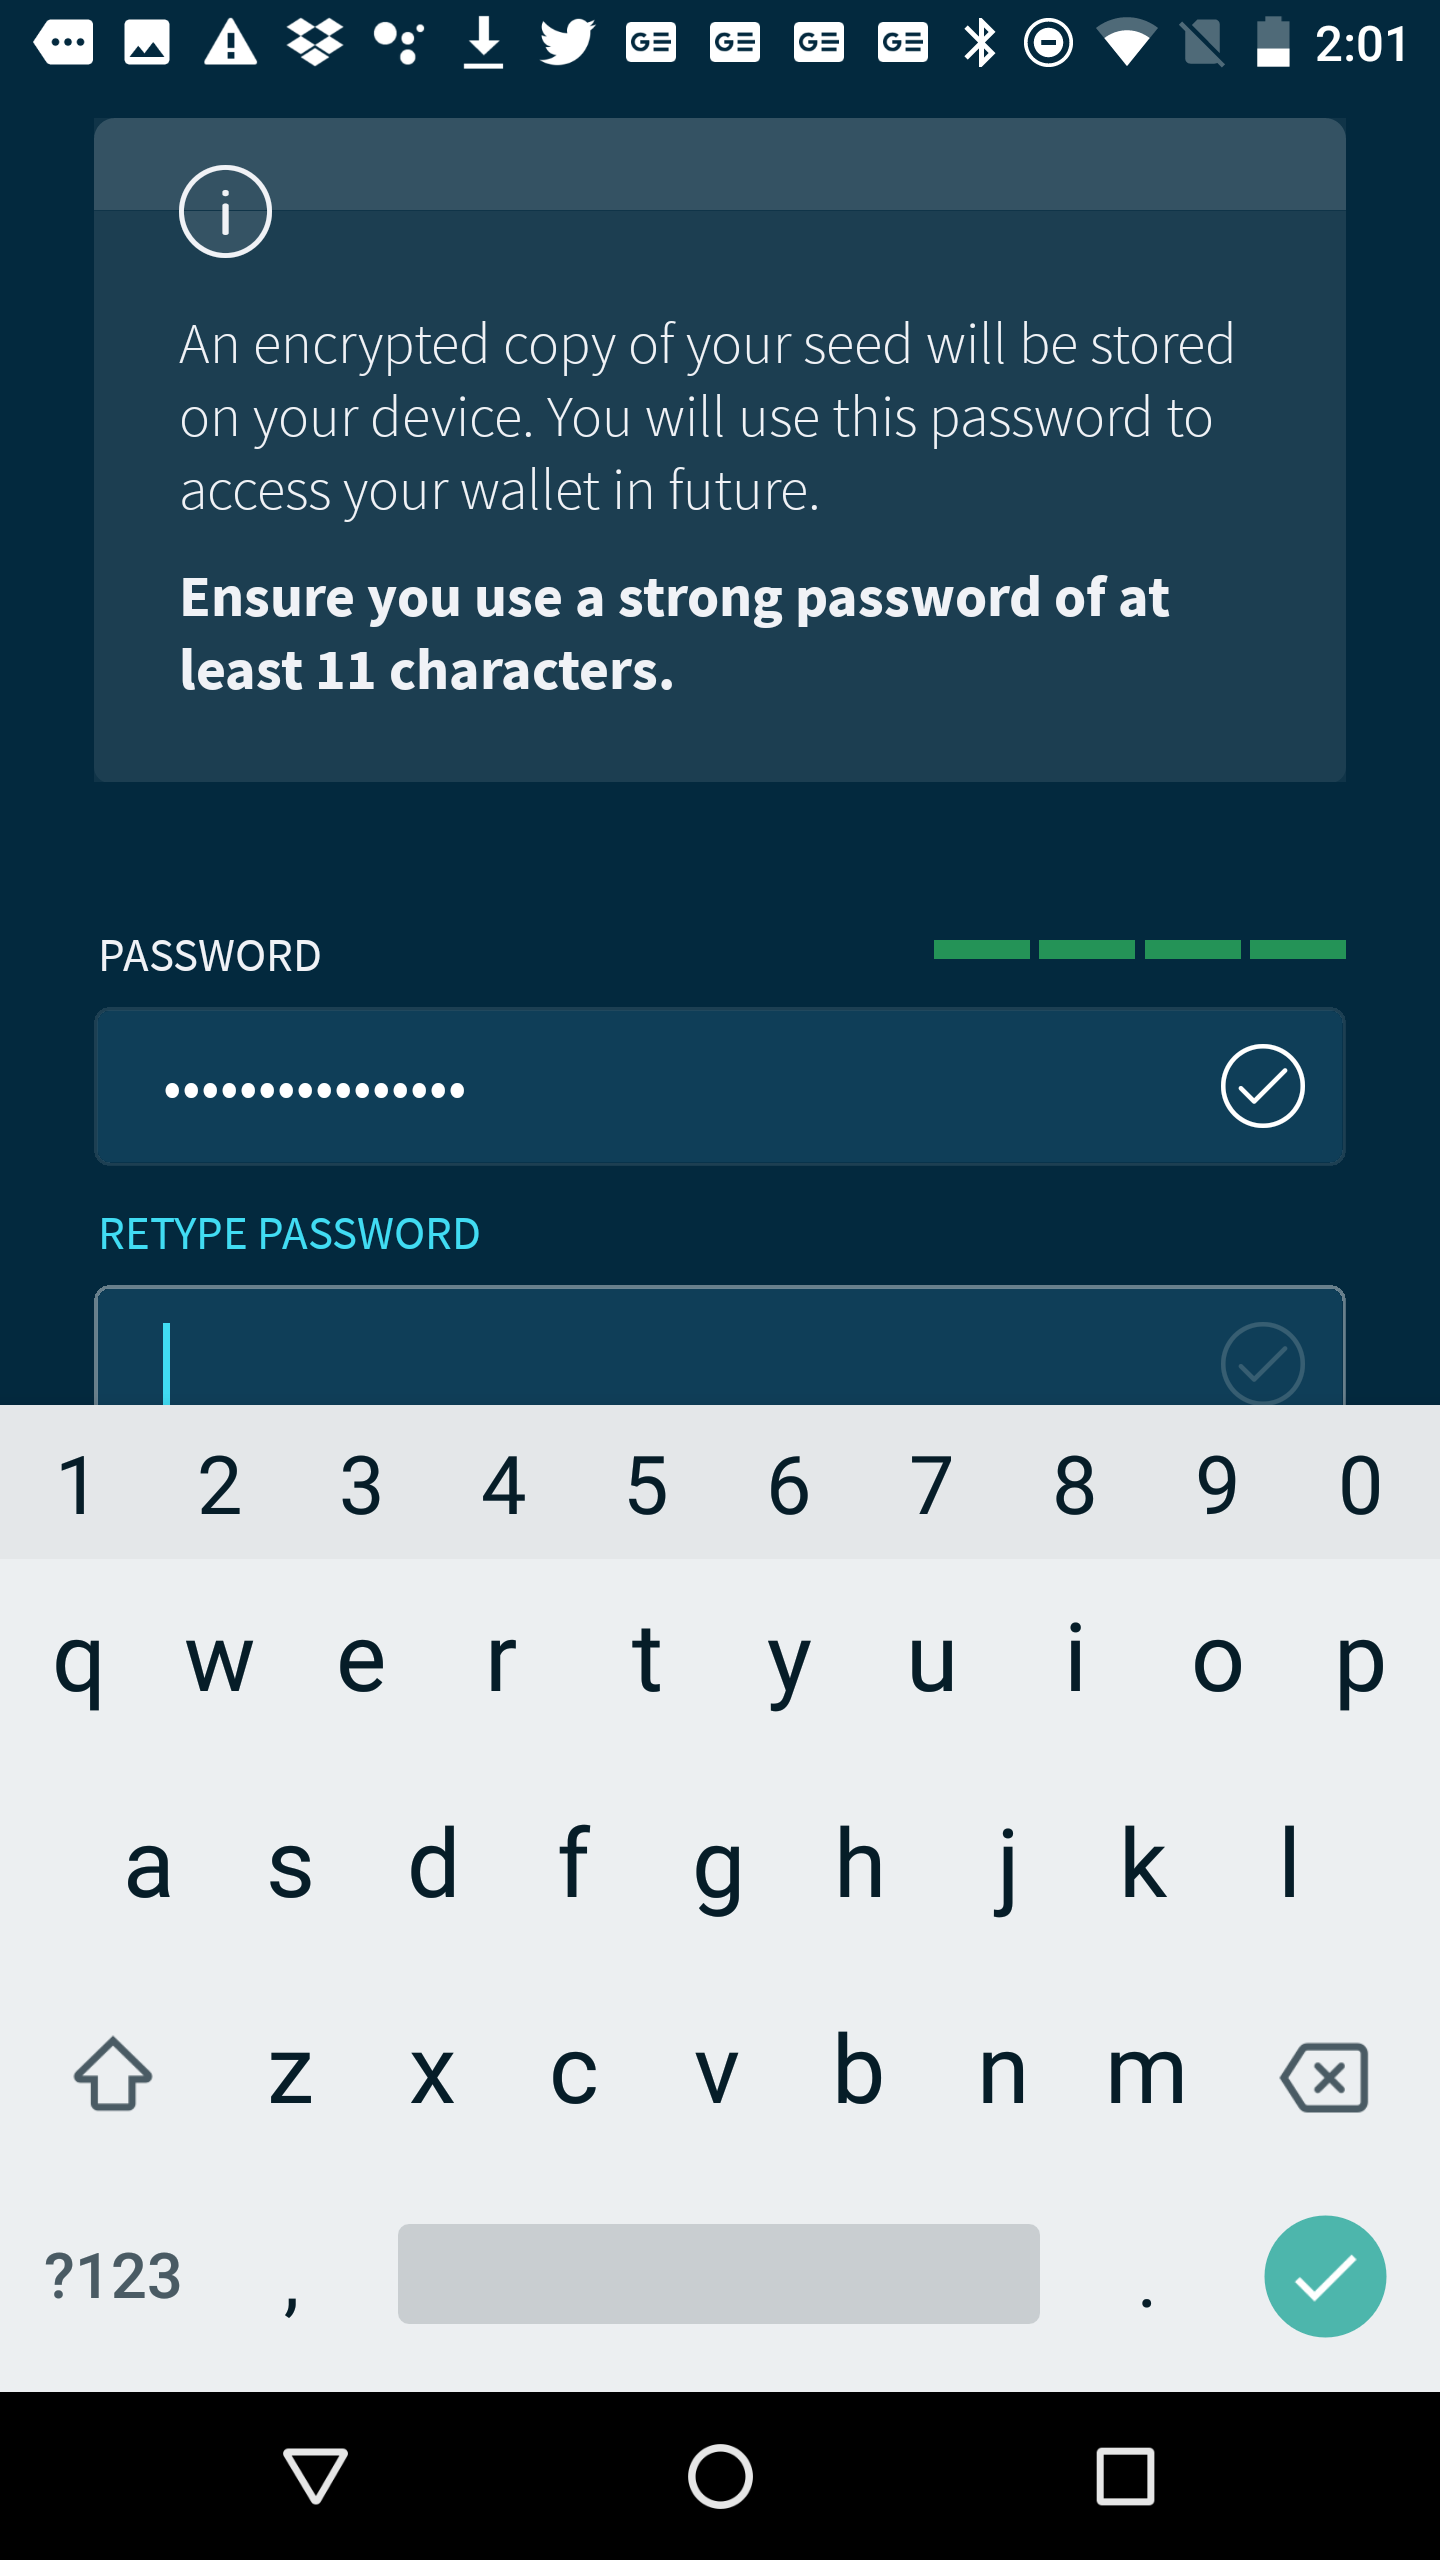 2:01
i
An encrypted copy of your seed will be stored
on your device. You will use this password to
access your wallet in future.
Ensure you use a strong password of at
least 11 characters.
PASSWORD
••••••••••••••••
RETYPE PASSWORD
1 2 3 4 5 6 7 8 9 0
q w e r t y u i o p
a s d f g h j k l
z x c v b n m
?123 , .